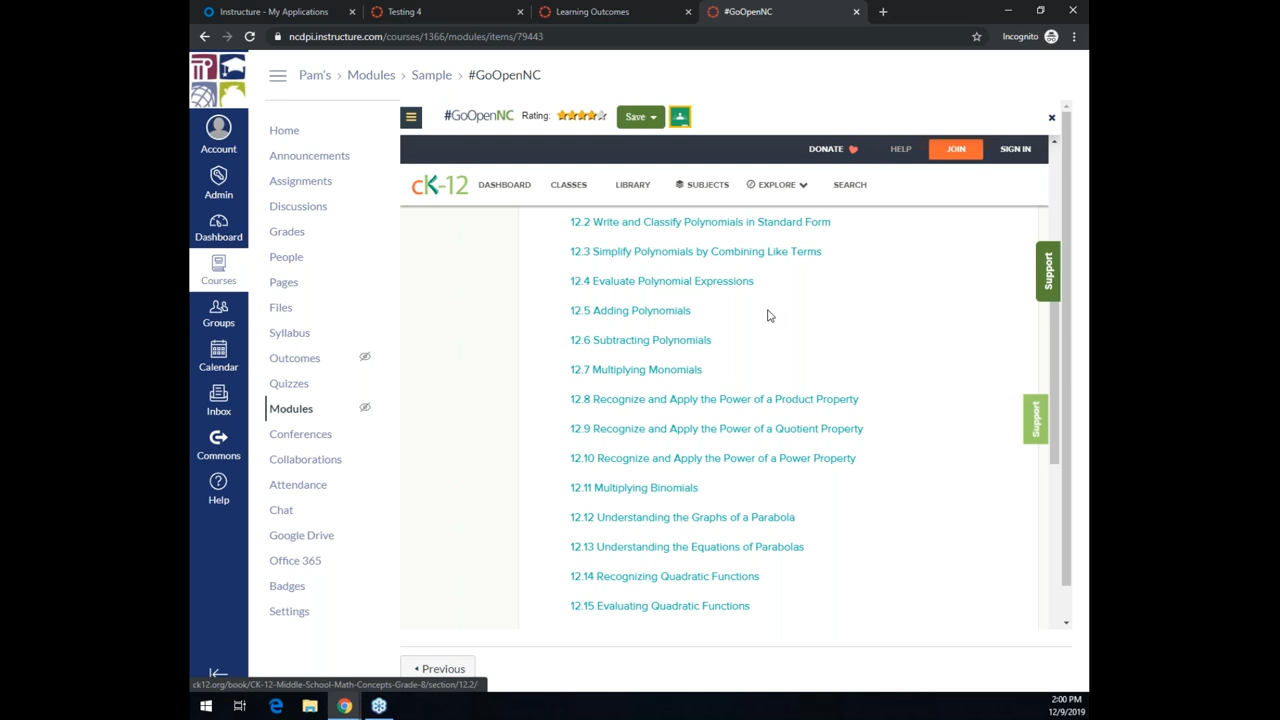 Instructure - My Applications
Testing 4
Learning Outcomes
#GoOpenNC
ncdpi.instructure.com/courses/1366/modules/items/79443
Incognito
Pam's > Modules > Sample > #GoOpenNC
Account
Admin
Dashboard
Courses
Groups
Calendar
Inbox
Commons
Help
Home
Announcements
Assignments
Discussions
Grades
People
Pages
Files
Syllabus
Outcomes
Quizzes
Modules
Conferences
Collaborations
Attendance
Chat
Google Drive
Office 365
Badges
Settings
#GoOpenNC Rating: Save
DONATE HELP JOIN SIGN IN
cK-12 DASHBOARD CLASSES LIBRARY SUBJECTS EXPLORE SEARCH
12.2 Write and Classify Polynomials in Standard Form
12.3 Simplify Polynomials by Combining Like Terms
12.4 Evaluate Polynomial Expressions
12.5 Adding Polynomials
12.6 Subtracting Polynomials
12.7 Multiplying Monomials
12.8 Recognize and Apply the Power of a Product Property
12.9 Recognize and Apply the Power of a Quotient Property
12.10 Recognize and Apply the Power of a Power Property
12.11 Multiplying Binomials
12.12 Understanding the Graphs of a Parabola
12.13 Understanding the Equations of Parabolas
12.14 Recognizing Quadratic Functions
12.15 Evaluating Quadratic Functions
Support
Support
Previous
ck12.org/book/CK-12-Middle-School-Math-Concepts-Grade-8/section/12.2/
2:00 PM
12/9/2019